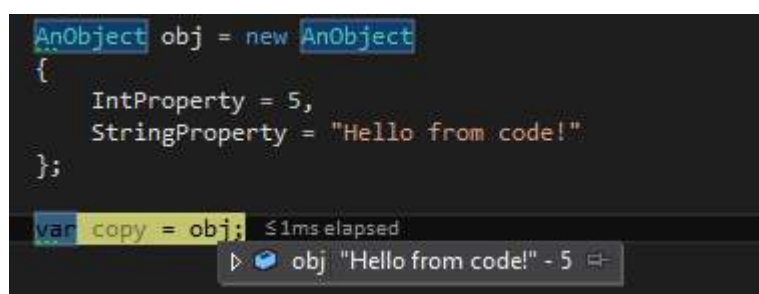 AnObject obj = new AnObject
{
IntProperty = 5,
StringProperty = "Hello from code!"
};
var copy = obj; ≤1ms elapsed
obj "Hello from code!" - 5